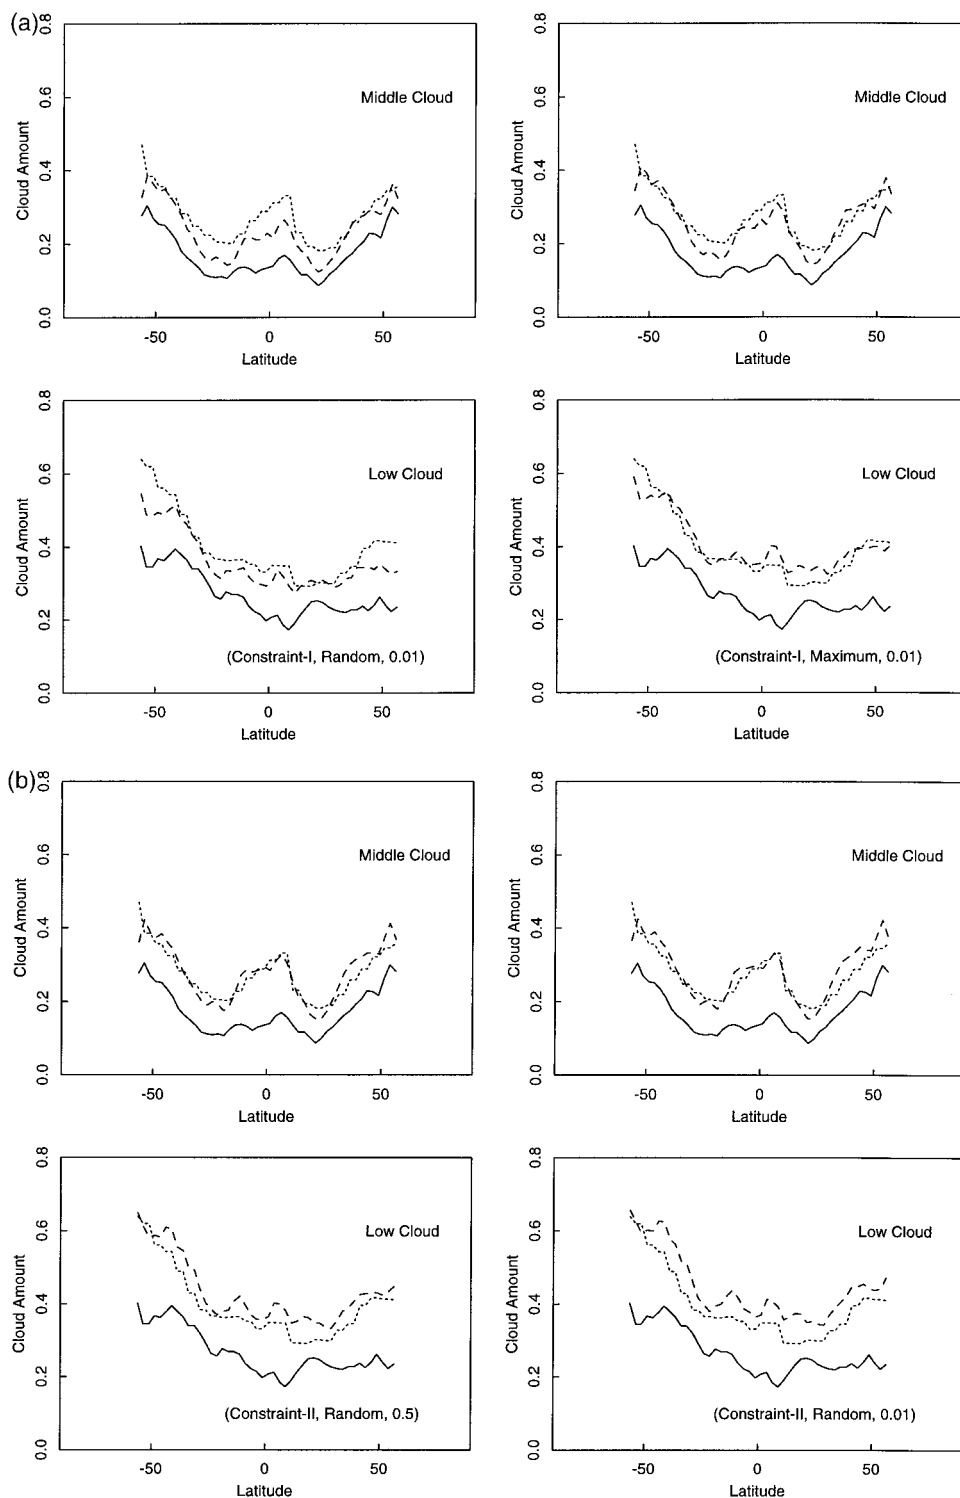 (a)
0.8
0.6
0.4
0.2
0.0
Cloud Amount
Middle Cloud
-50 0 50
Latitude
0.8
0.6
0.4
0.2
0.0
Cloud Amount
Middle Cloud
-50 0 50
Latitude
0.8
0.6
0.4
0.2
0.0
Cloud Amount
Low Cloud
(Constraint-I, Random, 0.01)
-50 0 50
Latitude
0.8
0.6
0.4
0.2
0.0
Cloud Amount
Low Cloud
(Constraint-I, Maximum, 0.01)
-50 0 50
Latitude
(b)
0.8
0.6
0.4
0.2
0.0
Cloud Amount
Middle Cloud
-50 0 50
Latitude
0.8
0.6
0.4
0.2
0.0
Cloud Amount
Middle Cloud
-50 0 50
Latitude
0.8
0.6
0.4
0.2
0.0
Cloud Amount
Low Cloud
(Constraint-II, Random, 0.5)
-50 0 50
Latitude
0.8
0.6
0.4
0.2
0.0
Cloud Amount
Low Cloud
(Constraint-II, Random, 0.01)
-50 0 50
Latitude